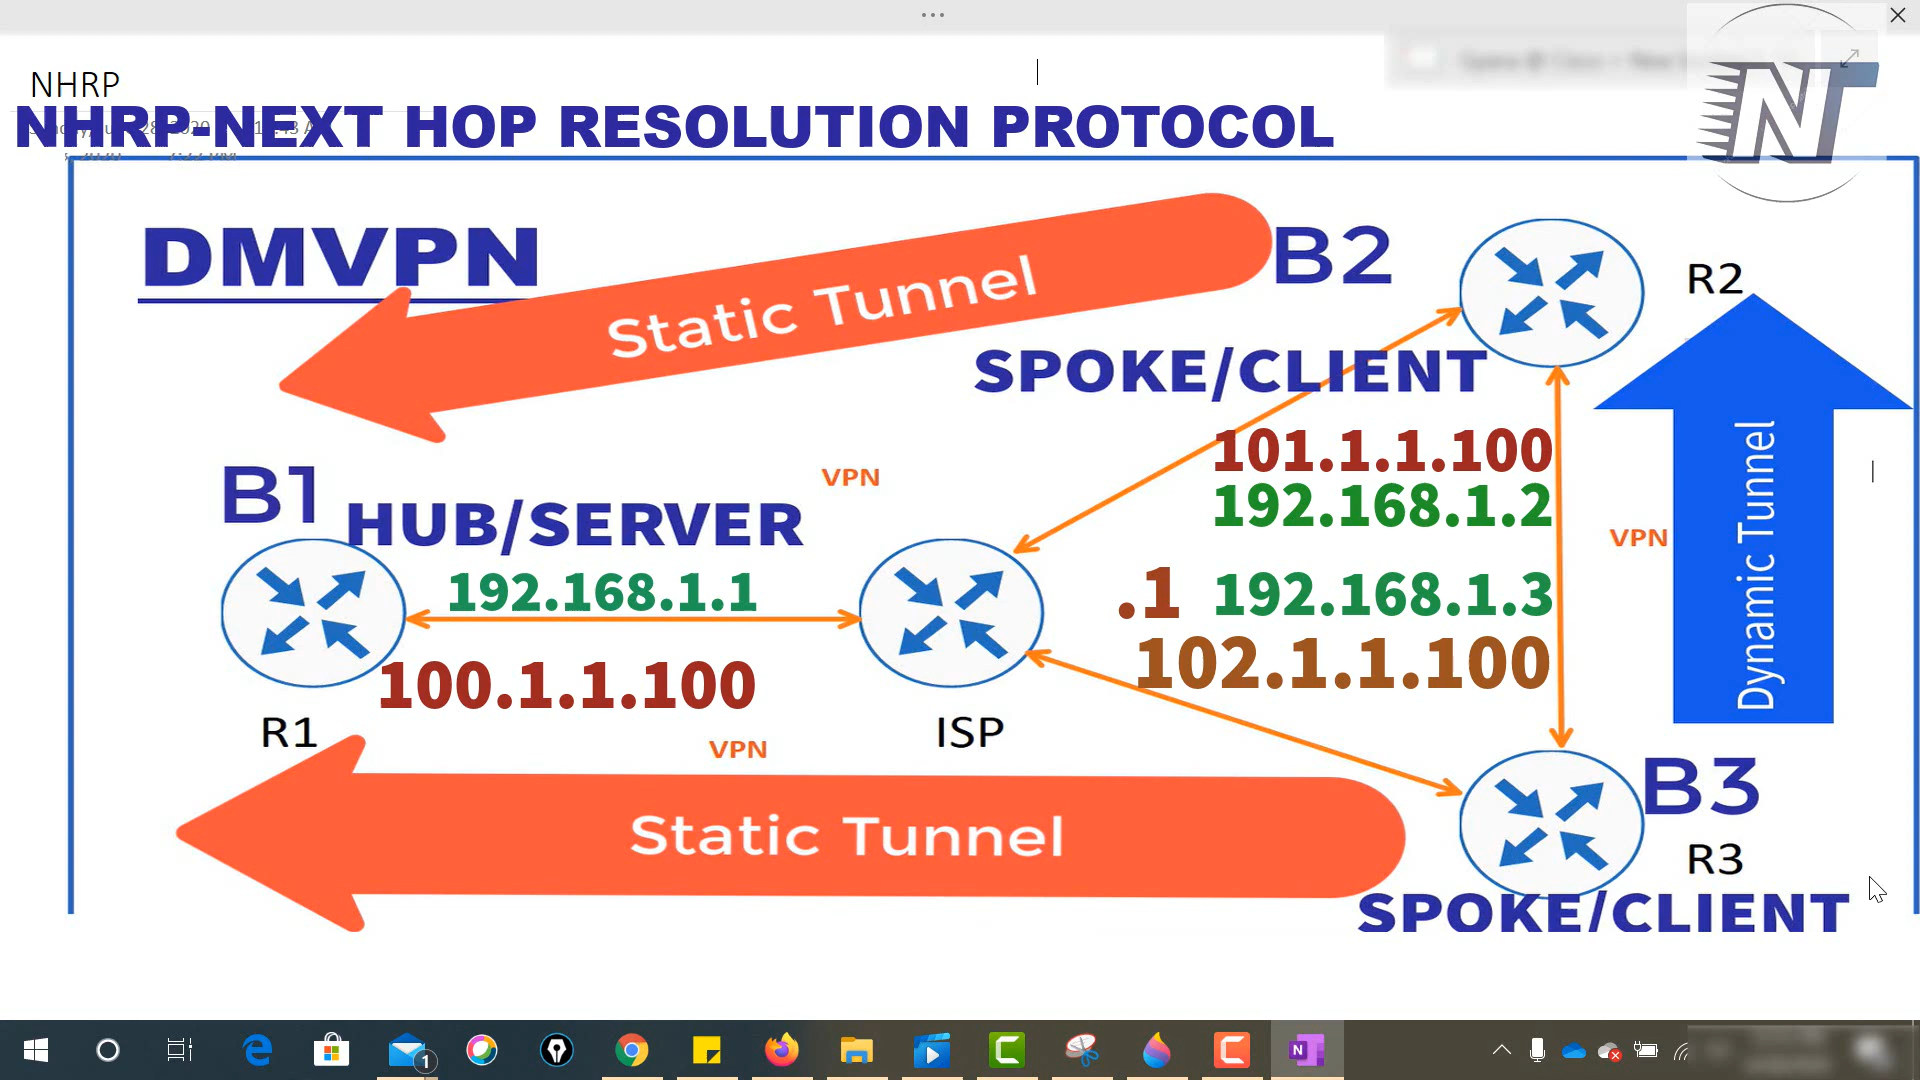 NHRP
NHRP-NEXT HOP RESOLUTION PROTOCOL
NT
DMVPN
Static Tunnel
B2
R2
SPOKE/CLIENT
101.1.1.100
192.168.1.2
VPN
B1
HUB/SERVER
192.168.1.1
100.1.1.100
R1
ISP
.1
192.168.1.3
102.1.1.100
VPN
Dynamic Tunnel
VPN
Static Tunnel
B3
R3
SPOKE/CLIENT
1
N